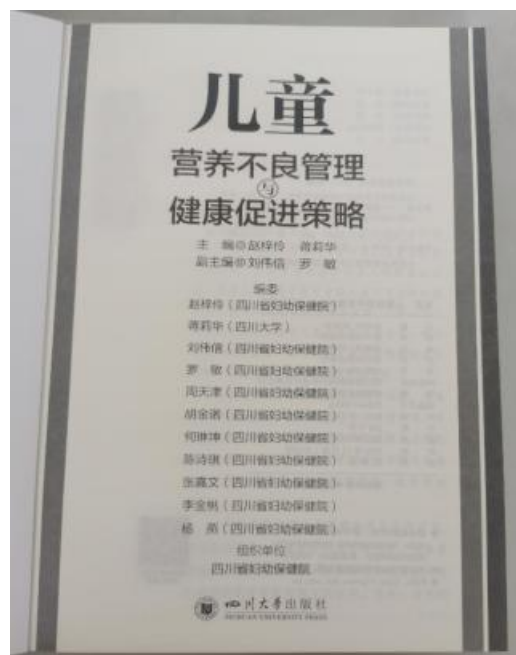 儿童
营养不良管理
与
健康促进策略
主 编◎赵梓伶 蒋莉华
副主编◎刘伟信 罗 敏
编委
赵梓伶（四川省妇幼保健院）
蒋莉华（四川大学）
刘伟信（四川省妇幼保健院）
罗 敏（四川省妇幼保健院）
周天津（四川省妇幼保健院）
（四川省妇幼保健院）
何琳坤（四川省妇幼保健院）
陈诗琪（四川省妇幼保健院）
张嘉文（四川省妇幼保健院）
李金桃（四川省妇幼保健院）
杨 英（四川省妇幼保健院）
组织单位
四川省妇幼保健院
四川大学出版社
SICHUAN UNIVERSITY PRESS